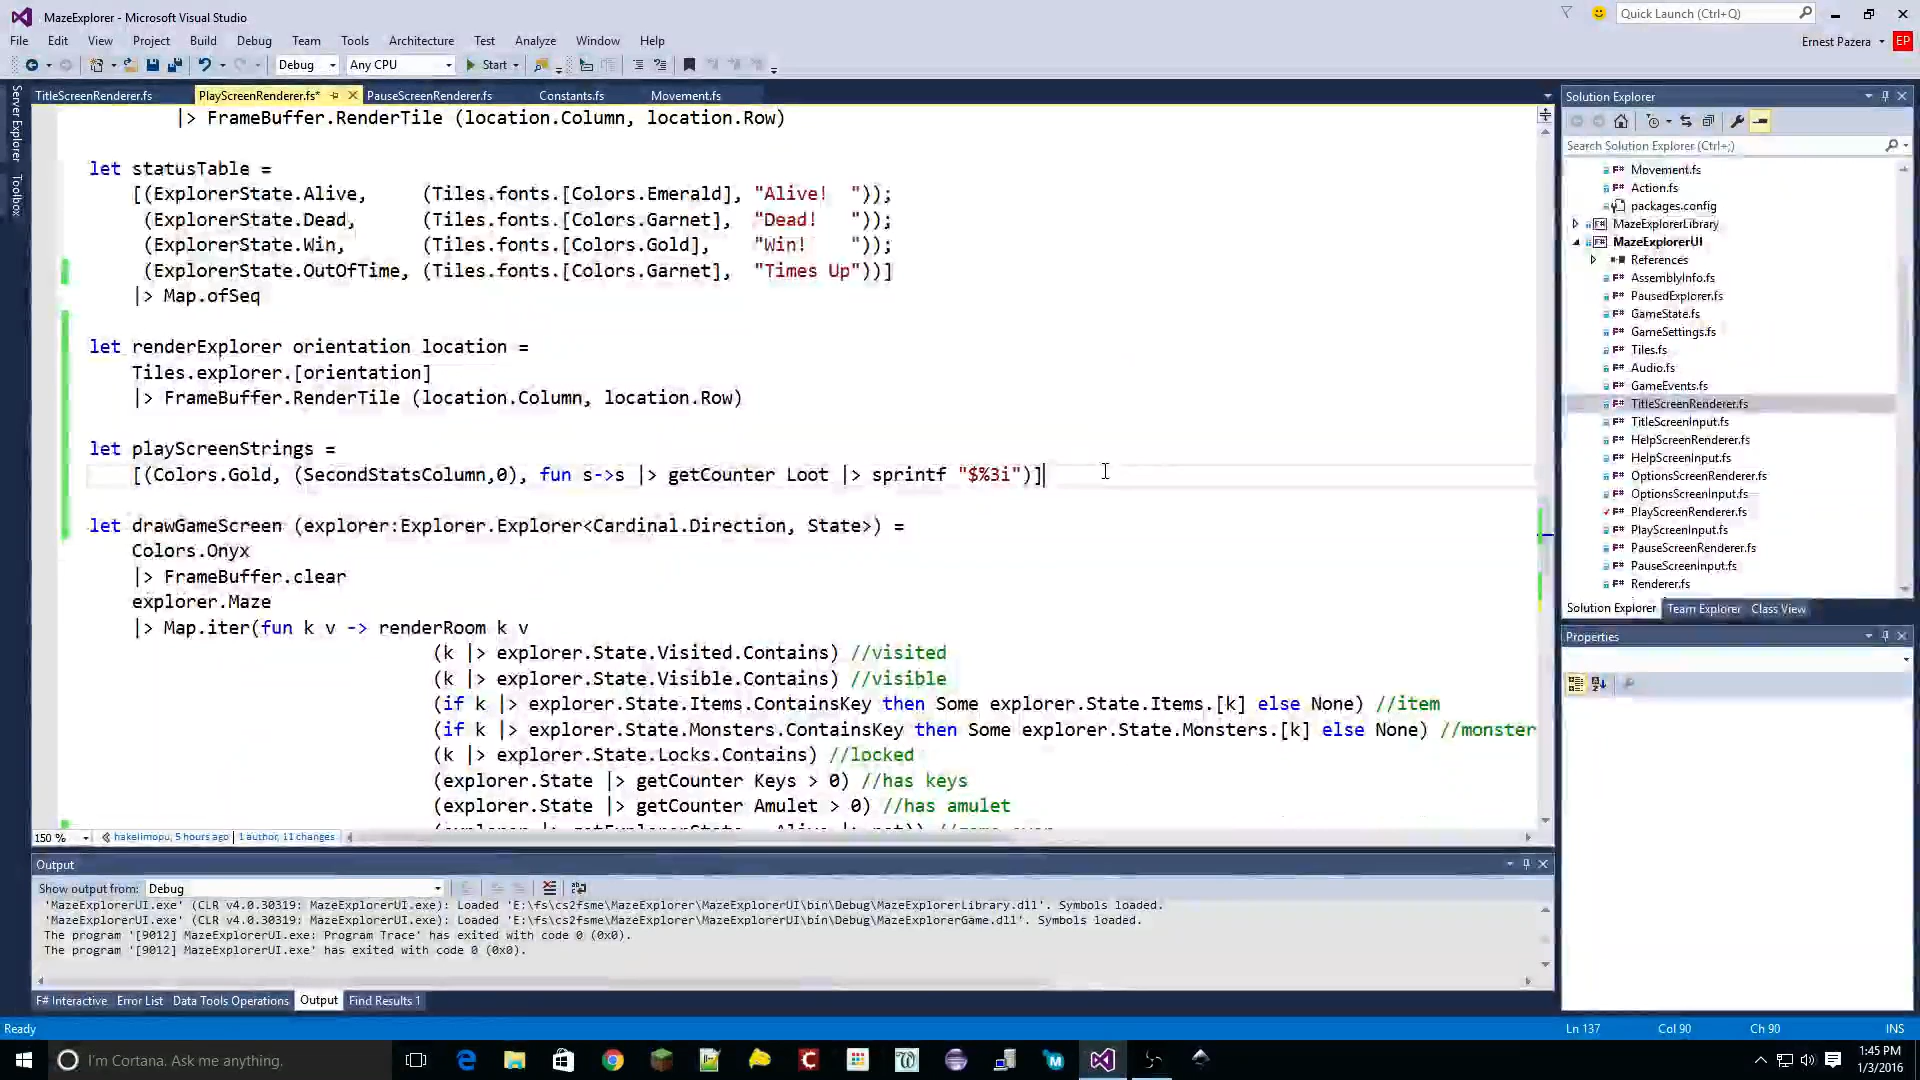 MazeExplorer - Microsoft Visual Studio
Quick Launch (Ctrl+Q)
File Edit View Project Build Debug Team Tools Architecture Test Analyze Window Help
Ernest Pazera EP
Debug Any CPU Start
Server Explorer
Toolbox
TitleScreenRenderer.fs PlayScreenRenderer.fs* PauseScreenRenderer.fs Constants.fs Movement.fs
|> FrameBuffer.RenderTile (location.Column, location.Row)
let statusTable =
[(ExplorerState.Alive, (Tiles.fonts.[Colors.Emerald], "Alive!  "));
(ExplorerState.Dead, (Tiles.fonts.[Colors.Garnet], "Dead!   "));
(ExplorerState.Win, (Tiles.fonts.[Colors.Gold], "Win!    "));
(ExplorerState.OutOfTime, (Tiles.fonts.[Colors.Garnet], "Times Up"))]
|> Map.ofSeq
let renderExplorer orientation location =
Tiles.explorer.[orientation]
|> FrameBuffer.RenderTile (location.Column, location.Row)
let playScreenStrings =
[(Colors.Gold, (SecondStatsColumn,0), fun s->s |> getCounter Loot |> sprintf "$%3i")]
let drawGameScreen (explorer:Explorer.Explorer<Cardinal.Direction, State>) =
Colors.Onyx
|> FrameBuffer.clear
explorer.Maze
|> Map.iter(fun k v -> renderRoom k v
(k |> explorer.State.Visited.Contains) //visited
(k |> explorer.State.Visible.Contains) //visible
(if k |> explorer.State.Items.ContainsKey then Some explorer.State.Items.[k] else None) //item
(if k |> explorer.State.Monsters.ContainsKey then Some explorer.State.Monsters.[k] else None) //monster
(k |> explorer.State.Locks.Contains) //locked
(explorer.State |> getCounter Keys > 0) //has keys
(explorer.State |> getCounter Amulet > 0) //has amulet
150 % hakelimopu, 5 hours ago | 1 author, 11 changes
Output
Show output from: Debug
'MazeExplorerUI.exe' (CLR v4.0.30319: MazeExplorerUI.exe): Loaded 'E:\fs\cs2fsme\MazeExplorer\MazeExplorerUI\bin\Debug\MazeExplorerLibrary.dll'. Symbols loaded.
'MazeExplorerUI.exe' (CLR v4.0.30319: MazeExplorerUI.exe): Loaded 'E:\fs\cs2fsme\MazeExplorer\MazeExplorerUI\bin\Debug\MazeExplorerGame.dll'. Symbols loaded.
The program '[9012] MazeExplorerUI.exe: Program Trace' has exited with code 0 (0x0).
The program '[9012] MazeExplorerUI.exe' has exited with code 0 (0x0).
F# Interactive Error List Data Tools Operations Output Find Results 1
Solution Explorer
Search Solution Explorer (Ctrl+;)
F# Movement.fs
F# Action.fs
packages.config
F# MazeExplorerLibrary
F# MazeExplorerUI
References
F# AssemblyInfo.fs
F# PausedExplorer.fs
F# GameState.fs
F# GameSettings.fs
F# Tiles.fs
F# Audio.fs
F# GameEvents.fs
F# TitleScreenRenderer.fs
F# TitleScreenInput.fs
F# HelpScreenRenderer.fs
F# HelpScreenInput.fs
F# OptionsScreenRenderer.fs
F# OptionsScreenInput.fs
F# PlayScreenRenderer.fs
F# PlayScreenInput.fs
F# PauseScreenRenderer.fs
F# PauseScreenInput.fs
F# Renderer.fs
Solution Explorer Team Explorer Class View
Properties
Ready Ln 137 Col 90 Ch 90 INS
I'm Cortana. Ask me anything.
1:45 PM
1/3/2016